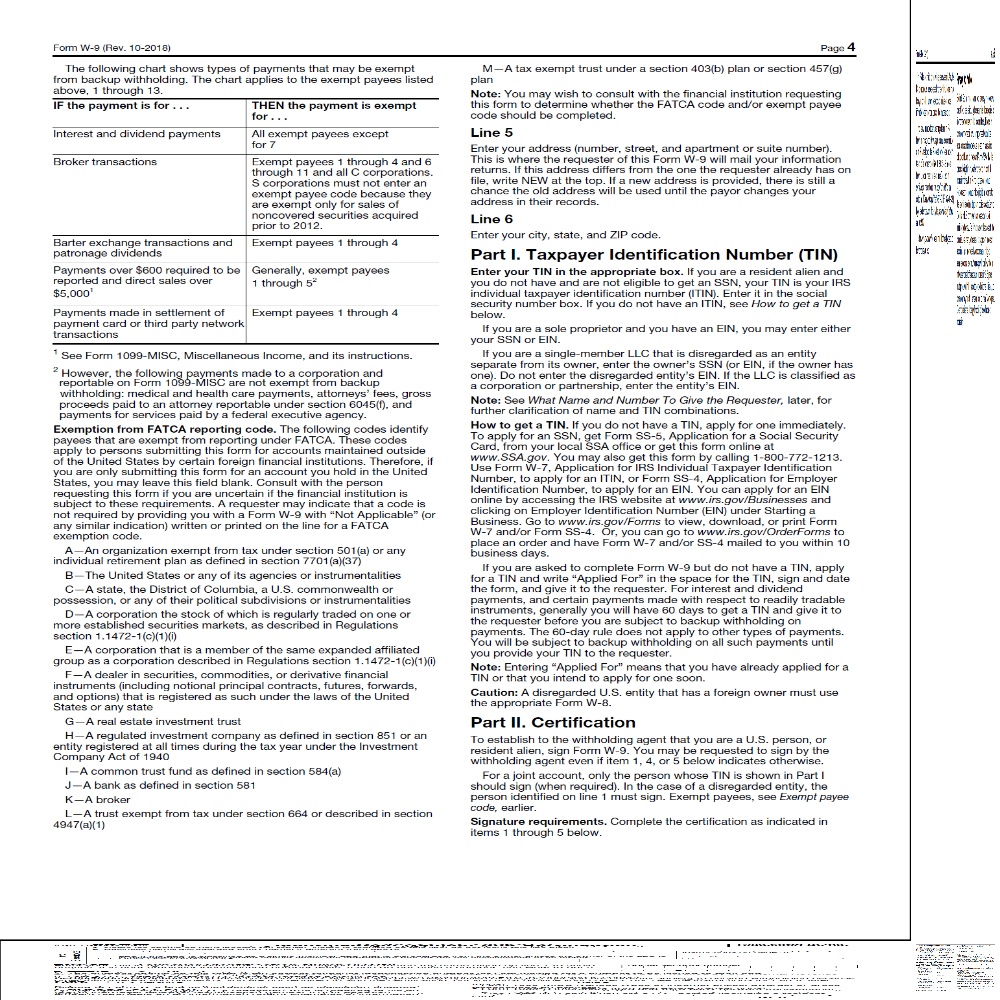 Form W-9 (Rev. 10-2018)
Page 4
The following chart shows types of payments that may be exempt
from backup withholding. The chart applies to the exempt payees listed
above, 1 through 13.
IF the payment is for . . .
THEN the payment is exempt
for . . .
Interest and dividend payments
All exempt payees except
for 7
Broker transactions
Exempt payees 1 through 4 and 6
through 11 and all C corporations.
S corporations must not enter an
exempt payee code because they
are exempt only for sales of
noncovered securities acquired
prior to 2012.
Barter exchange transactions and
patronage dividends
Exempt payees 1 through 4
Payments over $600 required to be
reported and direct sales over
$5,000¹
Generally, exempt payees
1 through 5²
Payments made in settlement of
payment card or third party network
transactions
Exempt payees 1 through 4
¹ See Form 1099-MISC, Miscellaneous Income, and its instructions.
² However, the following payments made to a corporation and
reportable on Form 1099-MISC are not exempt from backup
withholding: medical and health care payments, attorneys’ fees, gross
proceeds paid to an attorney reportable under section 6045(f), and
payments for services paid by a federal executive agency.
Exemption from FATCA reporting code. The following codes identify
payees that are exempt from reporting under FATCA. These codes
apply to persons submitting this form for accounts maintained outside
of the United States by certain foreign financial institutions. Therefore, if
you are only submitting this form for an account you hold in the United
States, you may leave this field blank. Consult with the person
requesting this form if you are uncertain if the financial institution is
subject to these requirements. A requester may indicate that a code is
not required by providing you with a Form W-9 with “Not Applicable” (or
any similar indication) written or printed on the line for a FATCA
exemption code.
A—An organization exempt from tax under section 501(a) or any
individual retirement plan as defined in section 7701(a)(37)
B—The United States or any of its agencies or instrumentalities
C—A state, the District of Columbia, a U.S. commonwealth or
possession, or any of their political subdivisions or instrumentalities
D—A corporation the stock of which is regularly traded on one or
more established securities markets, as described in Regulations
section 1.1472-1(c)(1)(i)
E—A corporation that is a member of the same expanded affiliated
group as a corporation described in Regulations section 1.1472-1(c)(1)(i)
F—A dealer in securities, commodities, or derivative financial
instruments (including notional principal contracts, futures, forwards,
and options) that is registered as such under the laws of the United
States or any state
G—A real estate investment trust
H—A regulated investment company as defined in section 851 or an
entity registered at all times during the tax year under the Investment
Company Act of 1940
I—A common trust fund as defined in section 584(a)
J—A bank as defined in section 581
K—A broker
L—A trust exempt from tax under section 664 or described in section
4947(a)(1)
M—A tax exempt trust under a section 403(b) plan or section 457(g)
plan
Note: You may wish to consult with the financial institution requesting
this form to determine whether the FATCA code and/or exempt payee
code should be completed.
Line 5
Enter your address (number, street, and apartment or suite number).
This is where the requester of this Form W-9 will mail your information
returns. If this address differs from the one the requester already has on
file, write NEW at the top. If a new address is provided, there is still a
chance the old address will be used until the payor changes your
address in their records.
Line 6
Enter your city, state, and ZIP code.
Part I. Taxpayer Identification Number (TIN)
Enter your TIN in the appropriate box. If you are a resident alien and
you do not have and are not eligible to get an SSN, your TIN is your IRS
individual taxpayer identification number (ITIN). Enter it in the social
security number box. If you do not have an ITIN, see How to get a TIN
below.
If you are a sole proprietor and you have an EIN, you may enter either
your SSN or EIN.
If you are a single-member LLC that is disregarded as an entity
separate from its owner, enter the owner’s SSN (or EIN, if the owner has
one). Do not enter the disregarded entity’s EIN. If the LLC is classified as
a corporation or partnership, enter the entity’s EIN.
Note: See What Name and Number To Give the Requester, later, for
further clarification of name and TIN combinations.
How to get a TIN. If you do not have a TIN, apply for one immediately.
To apply for an SSN, get Form SS-5, Application for a Social Security
Card, from your local SSA office or get this form online at
www.SSA.gov. You may also get this form by calling 1-800-772-1213.
Use Form W-7, Application for IRS Individual Taxpayer Identification
Number, to apply for an ITIN, or Form SS-4, Application for Employer
Identification Number, to apply for an EIN. You can apply for an EIN
online by accessing the IRS website at www.irs.gov/Businesses and
clicking on Employer Identification Number (EIN) under Starting a
Business. Go to www.irs.gov/Forms to view, download, or print Form
W-7 and/or Form SS-4. Or, you can go to www.irs.gov/OrderForms to
place an order and have Form W-7 and/or SS-4 mailed to you within 10
business days.
If you are asked to complete Form W-9 but do not have a TIN, apply
for a TIN and write “Applied For” in the space for the TIN, sign and date
the form, and give it to the requester. For interest and dividend
payments, and certain payments made with respect to readily tradable
instruments, generally you will have 60 days to get a TIN and give it to
the requester before you are subject to backup withholding on
payments. The 60-day rule does not apply to other types of payments.
You will be subject to backup withholding on all such payments until
you provide your TIN to the requester.
Note: Entering “Applied For” means that you have already applied for a
TIN or that you intend to apply for one soon.
Caution: A disregarded U.S. entity that has a foreign owner must use
the appropriate Form W-8.
Part II. Certification
To establish to the withholding agent that you are a U.S. person, or
resident alien, sign Form W-9. You may be requested to sign by the
withholding agent even if item 1, 4, or 5 below indicates otherwise.
For a joint account, only the person whose TIN is shown in Part I
should sign (when required). In the case of a disregarded entity, the
person identified on line 1 must sign. Exempt payees, see Exempt payee
code, earlier.
Signature requirements. Complete the certification as indicated in
items 1 through 5 below.